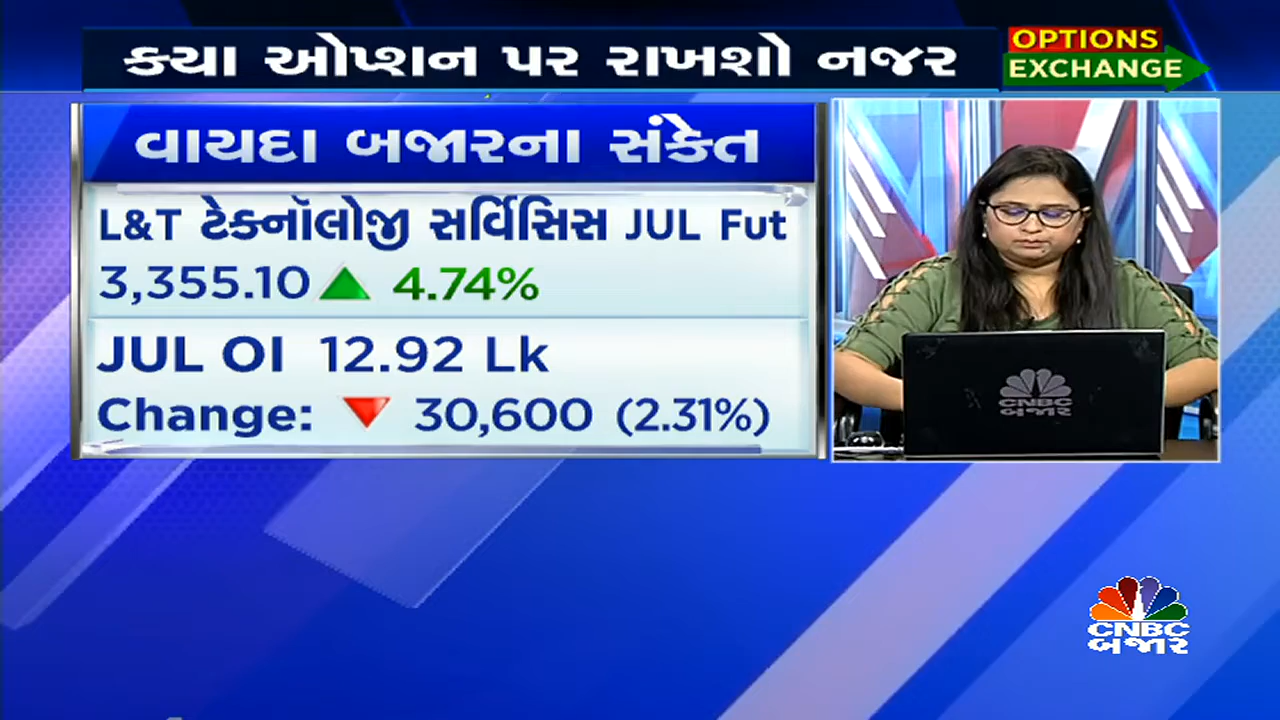 ક્યા ઓપ્શન પર રાખશો નજર
OPTIONS
EXCHANGE
વાયદા બજારના સંકેત
L&T ટેક્નૉલોજી સર્વિસિસ JUL Fut
3,355.10 4.74%
JUL OI 12.92 Lk
Change: 30,600 (2.31%)
CNBC
બજાર
CNBC
બજાર